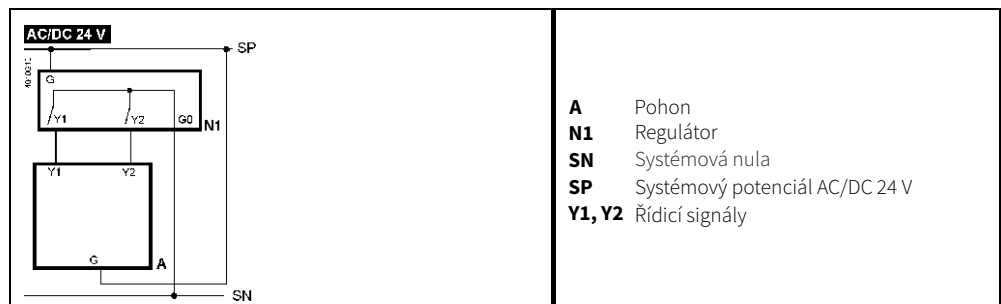 AC/DC 24 V
SP
G
Y1
Y2
G0
N1
Y1
Y2
G
A
SN
A Pohon
N1 Regulátor
SN Systémová nula
SP Systémový potenciál AC/DC 24 V
Y1, Y2 Řídicí signály